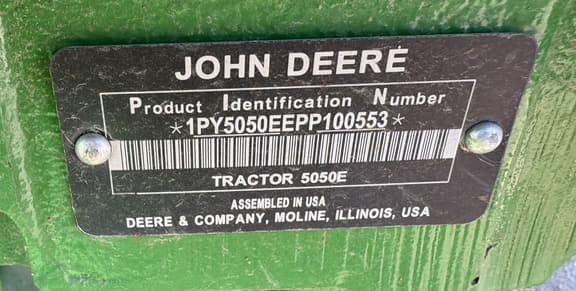 JOHN DEERE
Product Identification Number
*1PY5050EEPP100553*
TRACTOR 5050E
ASSEMBLED IN USA
DEERE & COMPANY, MOLINE, ILLINOIS, USA